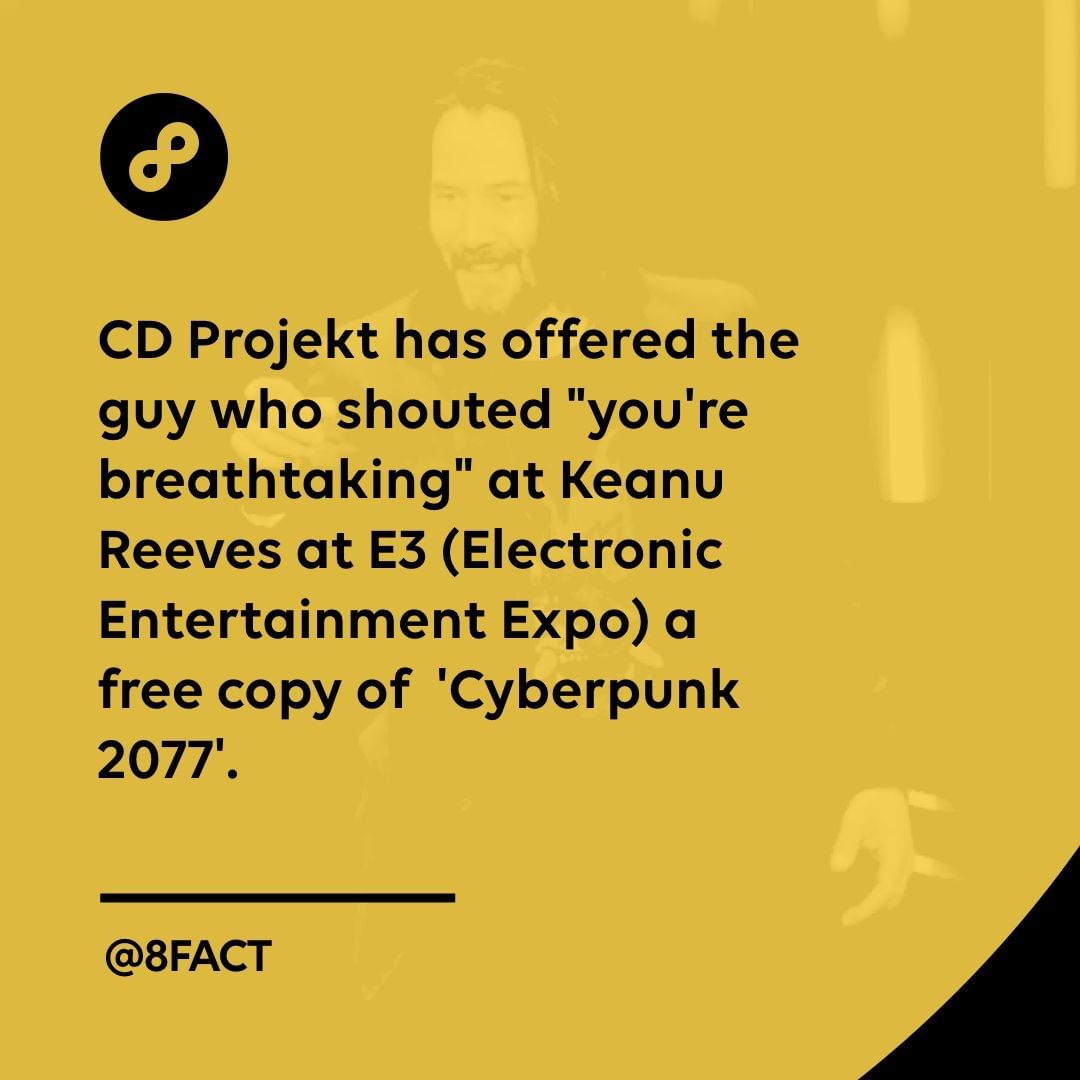 CD Projekt has offered the
guy who shouted "you're
breathtaking" at Keanu
Reeves at E3 (Electronic
Entertainment Expo) a
free copy of  'Cyberpunk
2077'.
@8FACT